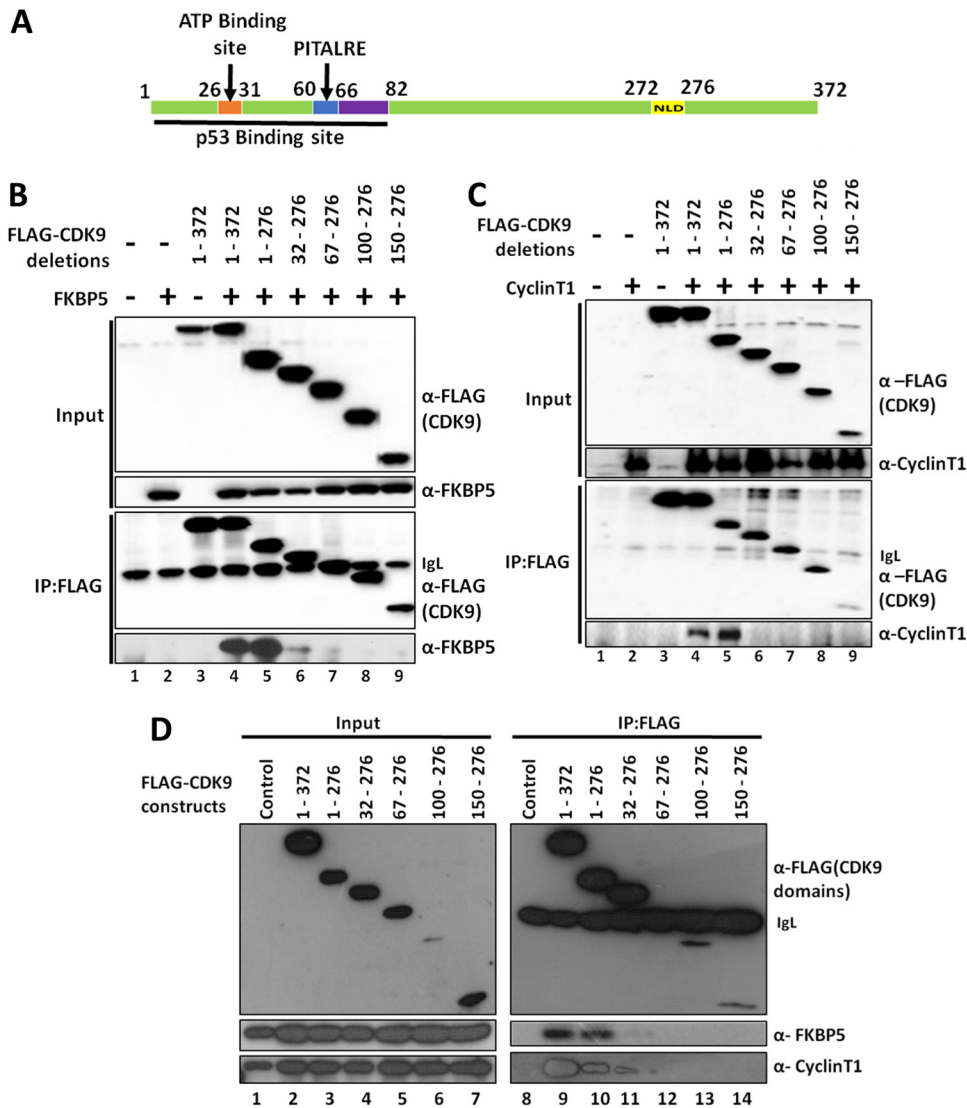 A
ATP Binding
site PITALRE
1 26 31 60 66 82 272 276 372
NLD
p53 Binding site
B
FLAG-CDK9
deletions
- - 1 - 372 1 - 372 1 - 276 32 - 276 67 - 276 100 - 276 150 - 276
FKBP5 - + - + + + + + +
Input
α-FLAG
(CDK9)
α-FKBP5
IP:FLAG
IgL
α-FLAG
(CDK9)
α-FKBP5
1 2 3 4 5 6 7 8 9
C
FLAG-CDK9
deletions
- - 1 - 372 1 - 372 1 - 276 32 - 276 67 - 276 100 - 276 150 - 276
CyclinT1 - + - + + + + + +
Input
α –FLAG
(CDK9)
α-CyclinT1
IP:FLAG
IgL
α –FLAG
(CDK9)
α-CyclinT1
1 2 3 4 5 6 7 8 9
D
Input IP:FLAG
FLAG-CDK9
constructs
Control 1 - 372 1 - 276 32 - 276 67 - 276 100 - 276 150 - 276
Control 1 - 372 1 - 276 32 - 276 67 - 276 100 - 276 150 - 276
α-FLAG(CDK9
domains)
IgL
α- FKBP5
α- CyclinT1
1 2 3 4 5 6 7 8 9 10 11 12 13 14